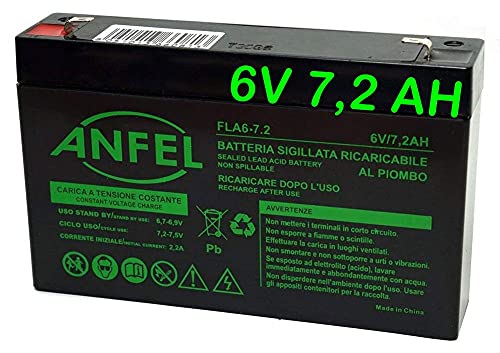 6V 7,2 AH
FLA6-7.2
6V/7,2AH
ANFEL
BATTERIA SIGILLATA RICARICABILE
SEALED LEAD ACID BATTERY
AL PIOMBO
NON SPILLABLE
RICARICARE DOPO L'USO
RECHARGE AFTER USE
CARICA A TENSIONE COSTANTE
CONSTANT VOLTAGE CHARGE
USO STAND BY/STAND BY USE: 6,7-6,9V
CICLO USO/CYCLE USE: 7,2-7,5V
CORRENTE INIZIALE/INITIAL CURRENT: 2,2A
Pb
AVVERTENZE
Non mettere i terminali in corto circuito.
Non esporre a fiamme o scintille.
Effettuare la carica in luoghi ventilati.
Non smontare e non sottoporre a urti o vibrazioni.
In caso di elettrolito (acido), lavare
immediatamente e abbondantemente con acqua.
Non disperdere nell'ambiente dopo l'uso. Usare
gli appositi contenitori per la raccolta.
Made in China